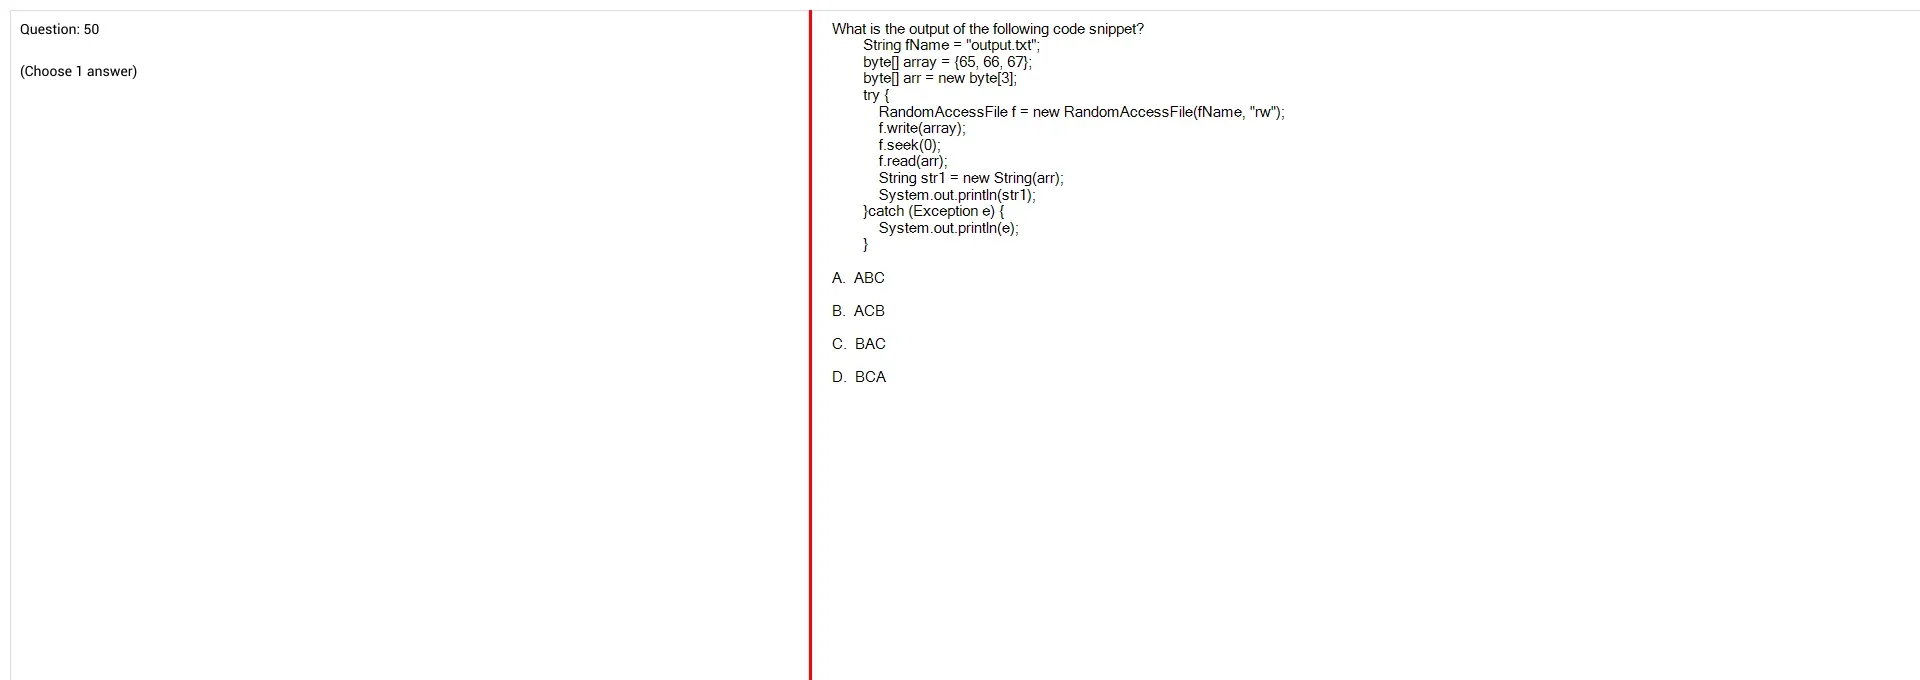 Question: 50
(Choose 1 answer)
What is the output of the following code snippet?
String fName = "output.txt";
byte[] array = {65, 66, 67};
byte[] arr = new byte[3];
try {
RandomAccessFile f = new RandomAccessFile(fName, "rw");
f.write(array);
f.seek(0);
f.read(arr);
String str1 = new String(arr);
System.out.println(str1);
}catch (Exception e) {
System.out.println(e);
}
A. ABC
B. ACB
C. BAC
D. BCA